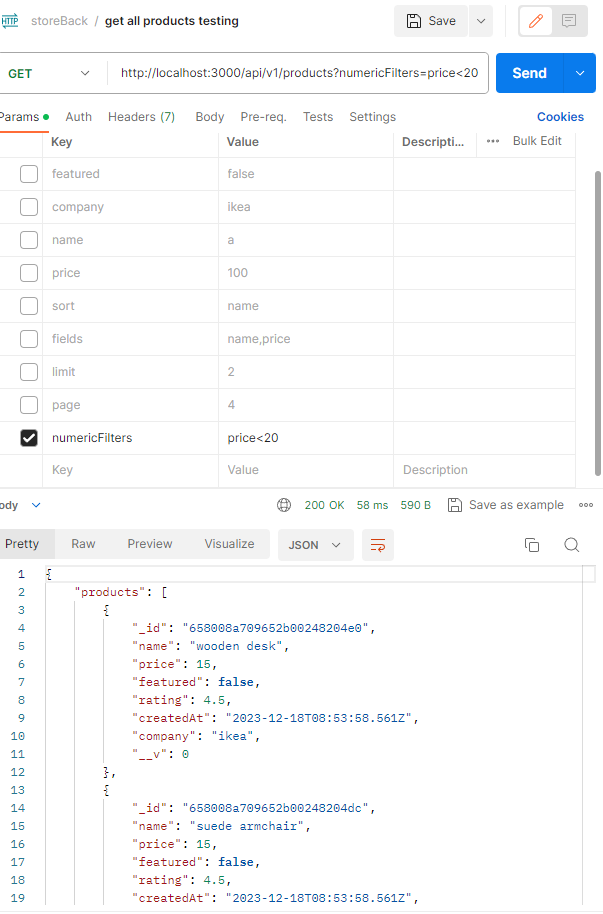 HTTP storeBack / get all products testing Save
GET http://localhost:3000/api/v1/products?numericFilters=price<20 Send
Params Auth Headers (7) Body Pre-req. Tests Settings Cookies
Key Value Descripti... Bulk Edit
featured false
company ikea
name a
price 100
sort name
fields name,price
limit 2
page 4
numericFilters price<20
Key Value Description
ody 200 OK 58 ms 590 B Save as example
Pretty Raw Preview Visualize JSON
1 {
2 "products": [
3 {
4 "_id": "658008a709652b00248204e0",
5 "name": "wooden desk",
6 "price": 15,
7 "featured": false,
8 "rating": 4.5,
9 "createdAt": "2023-12-18T08:53:58.561Z",
10 "company": "ikea",
11 "__v": 0
12 },
13 {
14 "_id": "658008a709652b00248204dc",
15 "name": "suede armchair",
16 "price": 15,
17 "featured": false,
18 "rating": 4.5,
19 "createdAt": "2023-12-18T08:53:58.561Z",